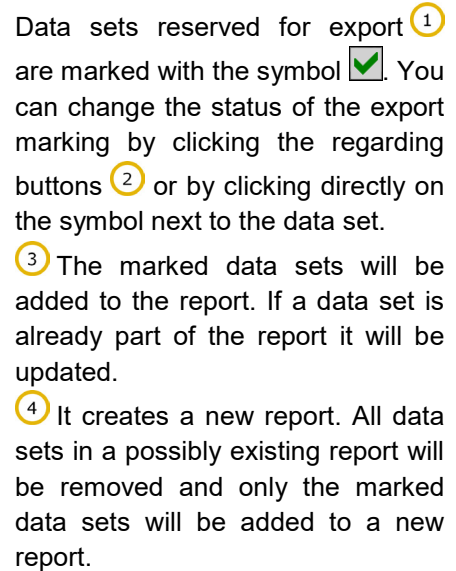 Data sets reserved for export 1
are marked with the symbol ✔. You
can change the status of the export
marking by clicking the regarding
buttons 2 or by clicking directly on
the symbol next to the data set.
3 The marked data sets will be
added to the report. If a data set is
already part of the report it will be
updated.
4 It creates a new report. All data
sets in a possibly existing report will
be removed and only the marked
data sets will be added to a new
report.